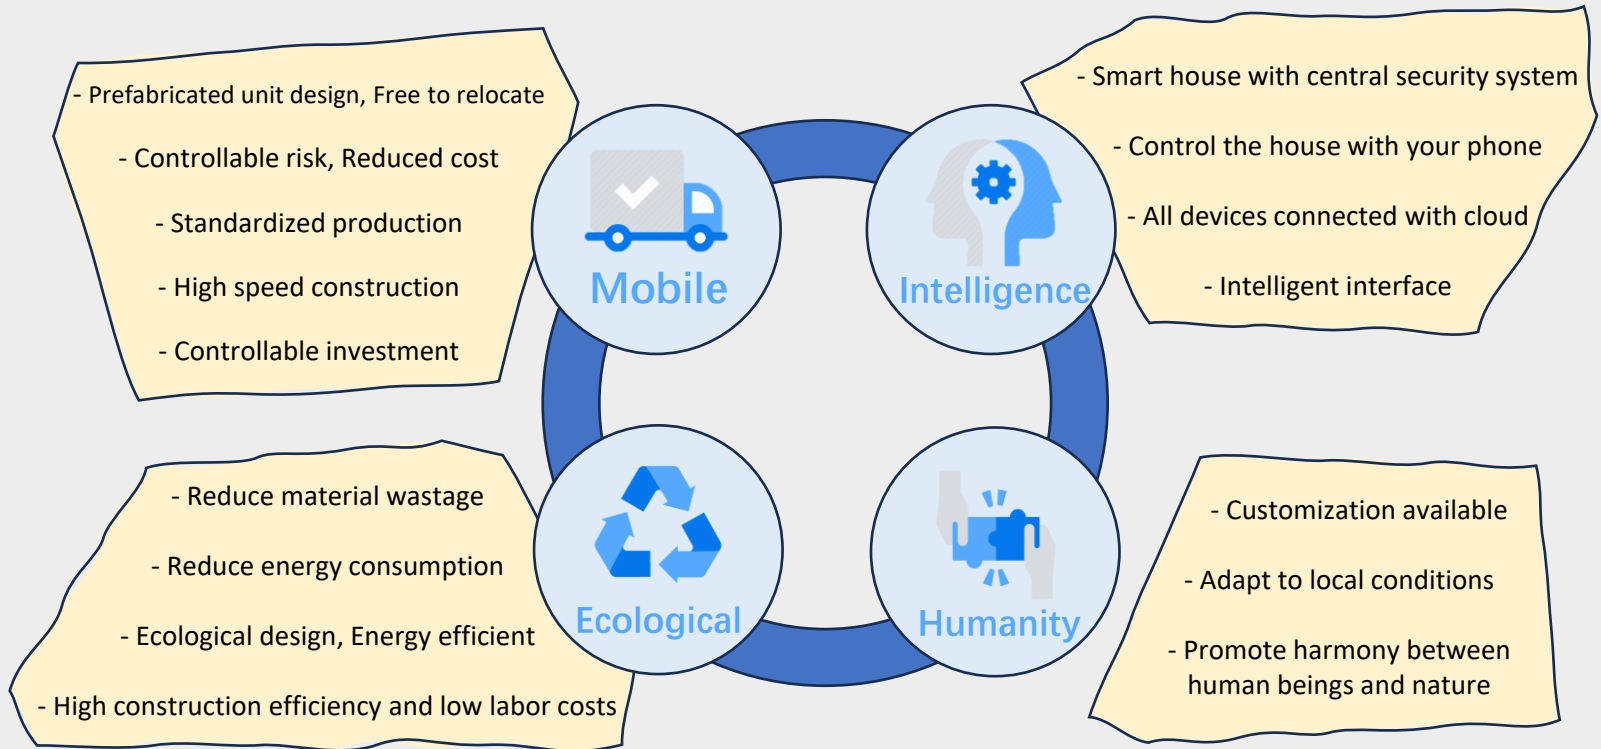 - Prefabricated unit design, Free to relocate
- Controllable risk, Reduced cost
- Standardized production
- High speed construction
- Controllable investment
Mobile
Intelligence
- Smart house with central security system
- Control the house with your phone
- All devices connected with cloud
- Intelligent interface
- Reduce material wastage
- Reduce energy consumption
- Ecological design, Energy efficient
- High construction efficiency and low labor costs
Ecological
Humanity
- Customization available
- Adapt to local conditions
- Promote harmony between
human beings and nature